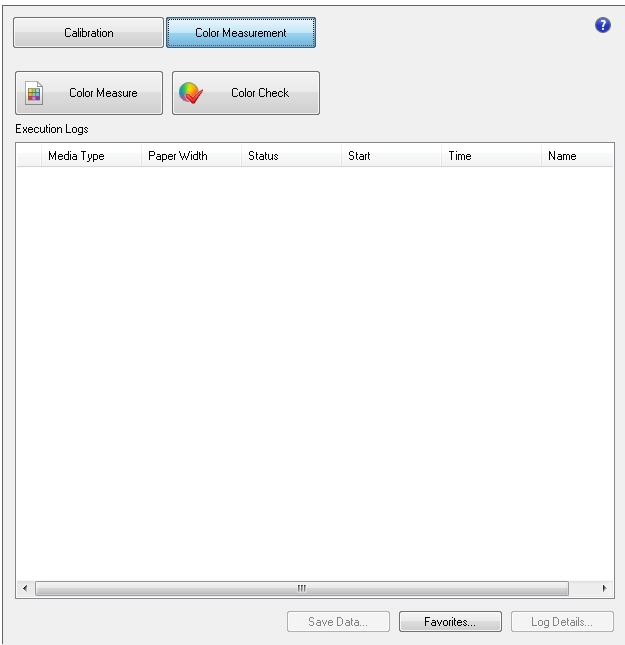 Calibration Color Measurement
Color Measure Color Check
Execution Logs
Media Type Paper Width Status Start Time Name
Save Data... Favorites... Log Details...